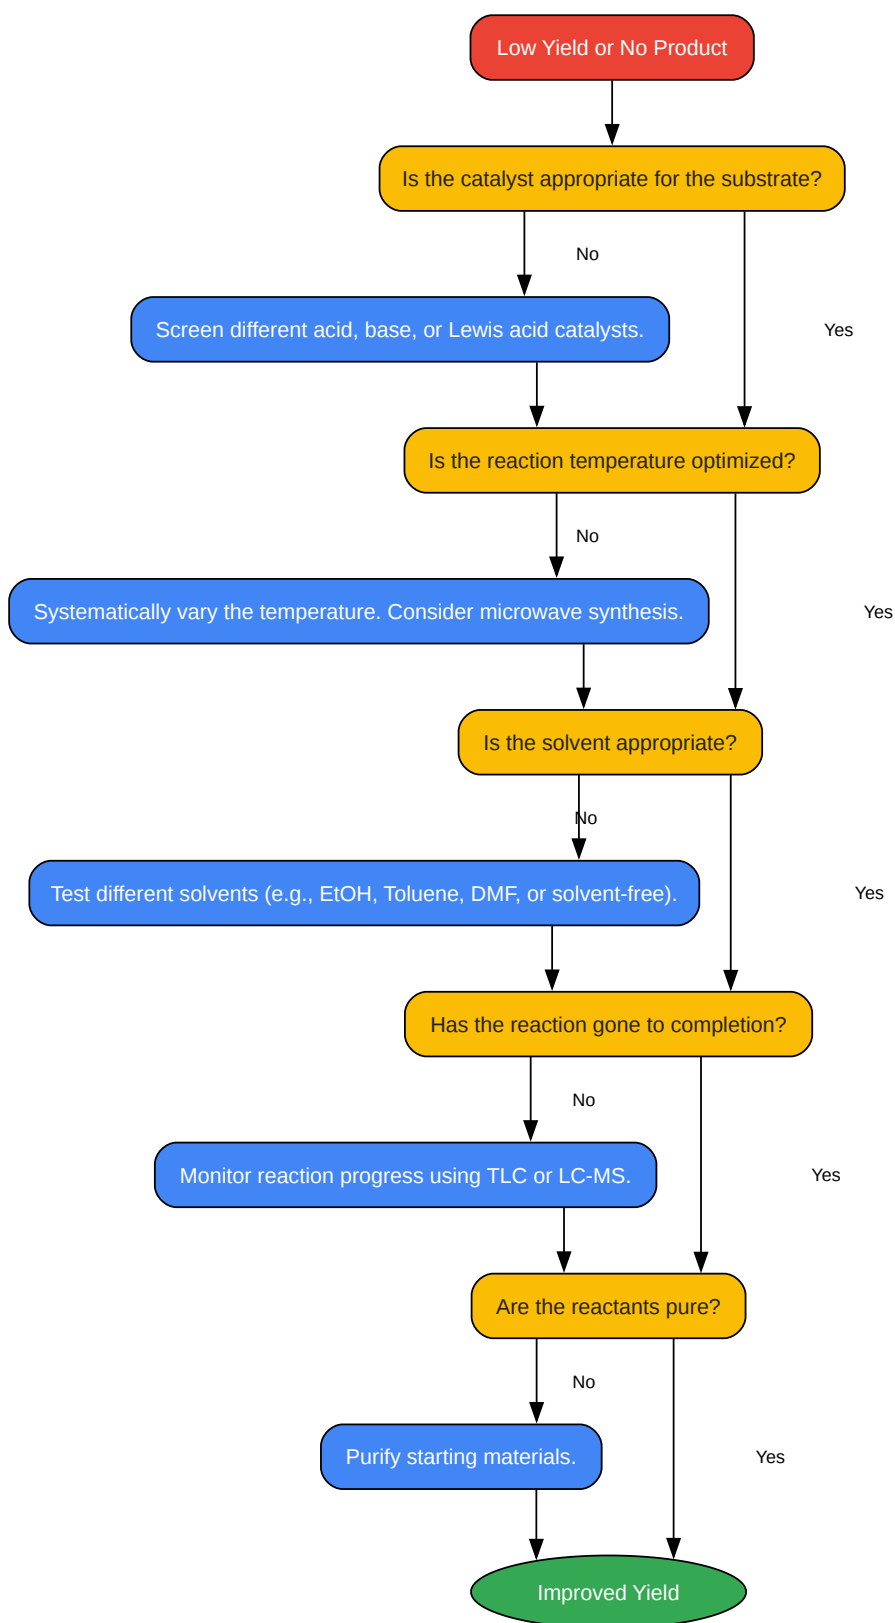 Low Yield or No Product
Is the catalyst appropriate for the substrate?
No
Screen different acid, base, or Lewis acid catalysts.
Yes
Is the reaction temperature optimized?
No
Systematically vary the temperature. Consider microwave synthesis.
Yes
Is the solvent appropriate?
No
Test different solvents (e.g., EtOH, Toluene, DMF, or solvent-free).
Yes
Has the reaction gone to completion?
No
Monitor reaction progress using TLC or LC-MS.
Yes
Are the reactants pure?
No
Purify starting materials.
Yes
Improved Yield